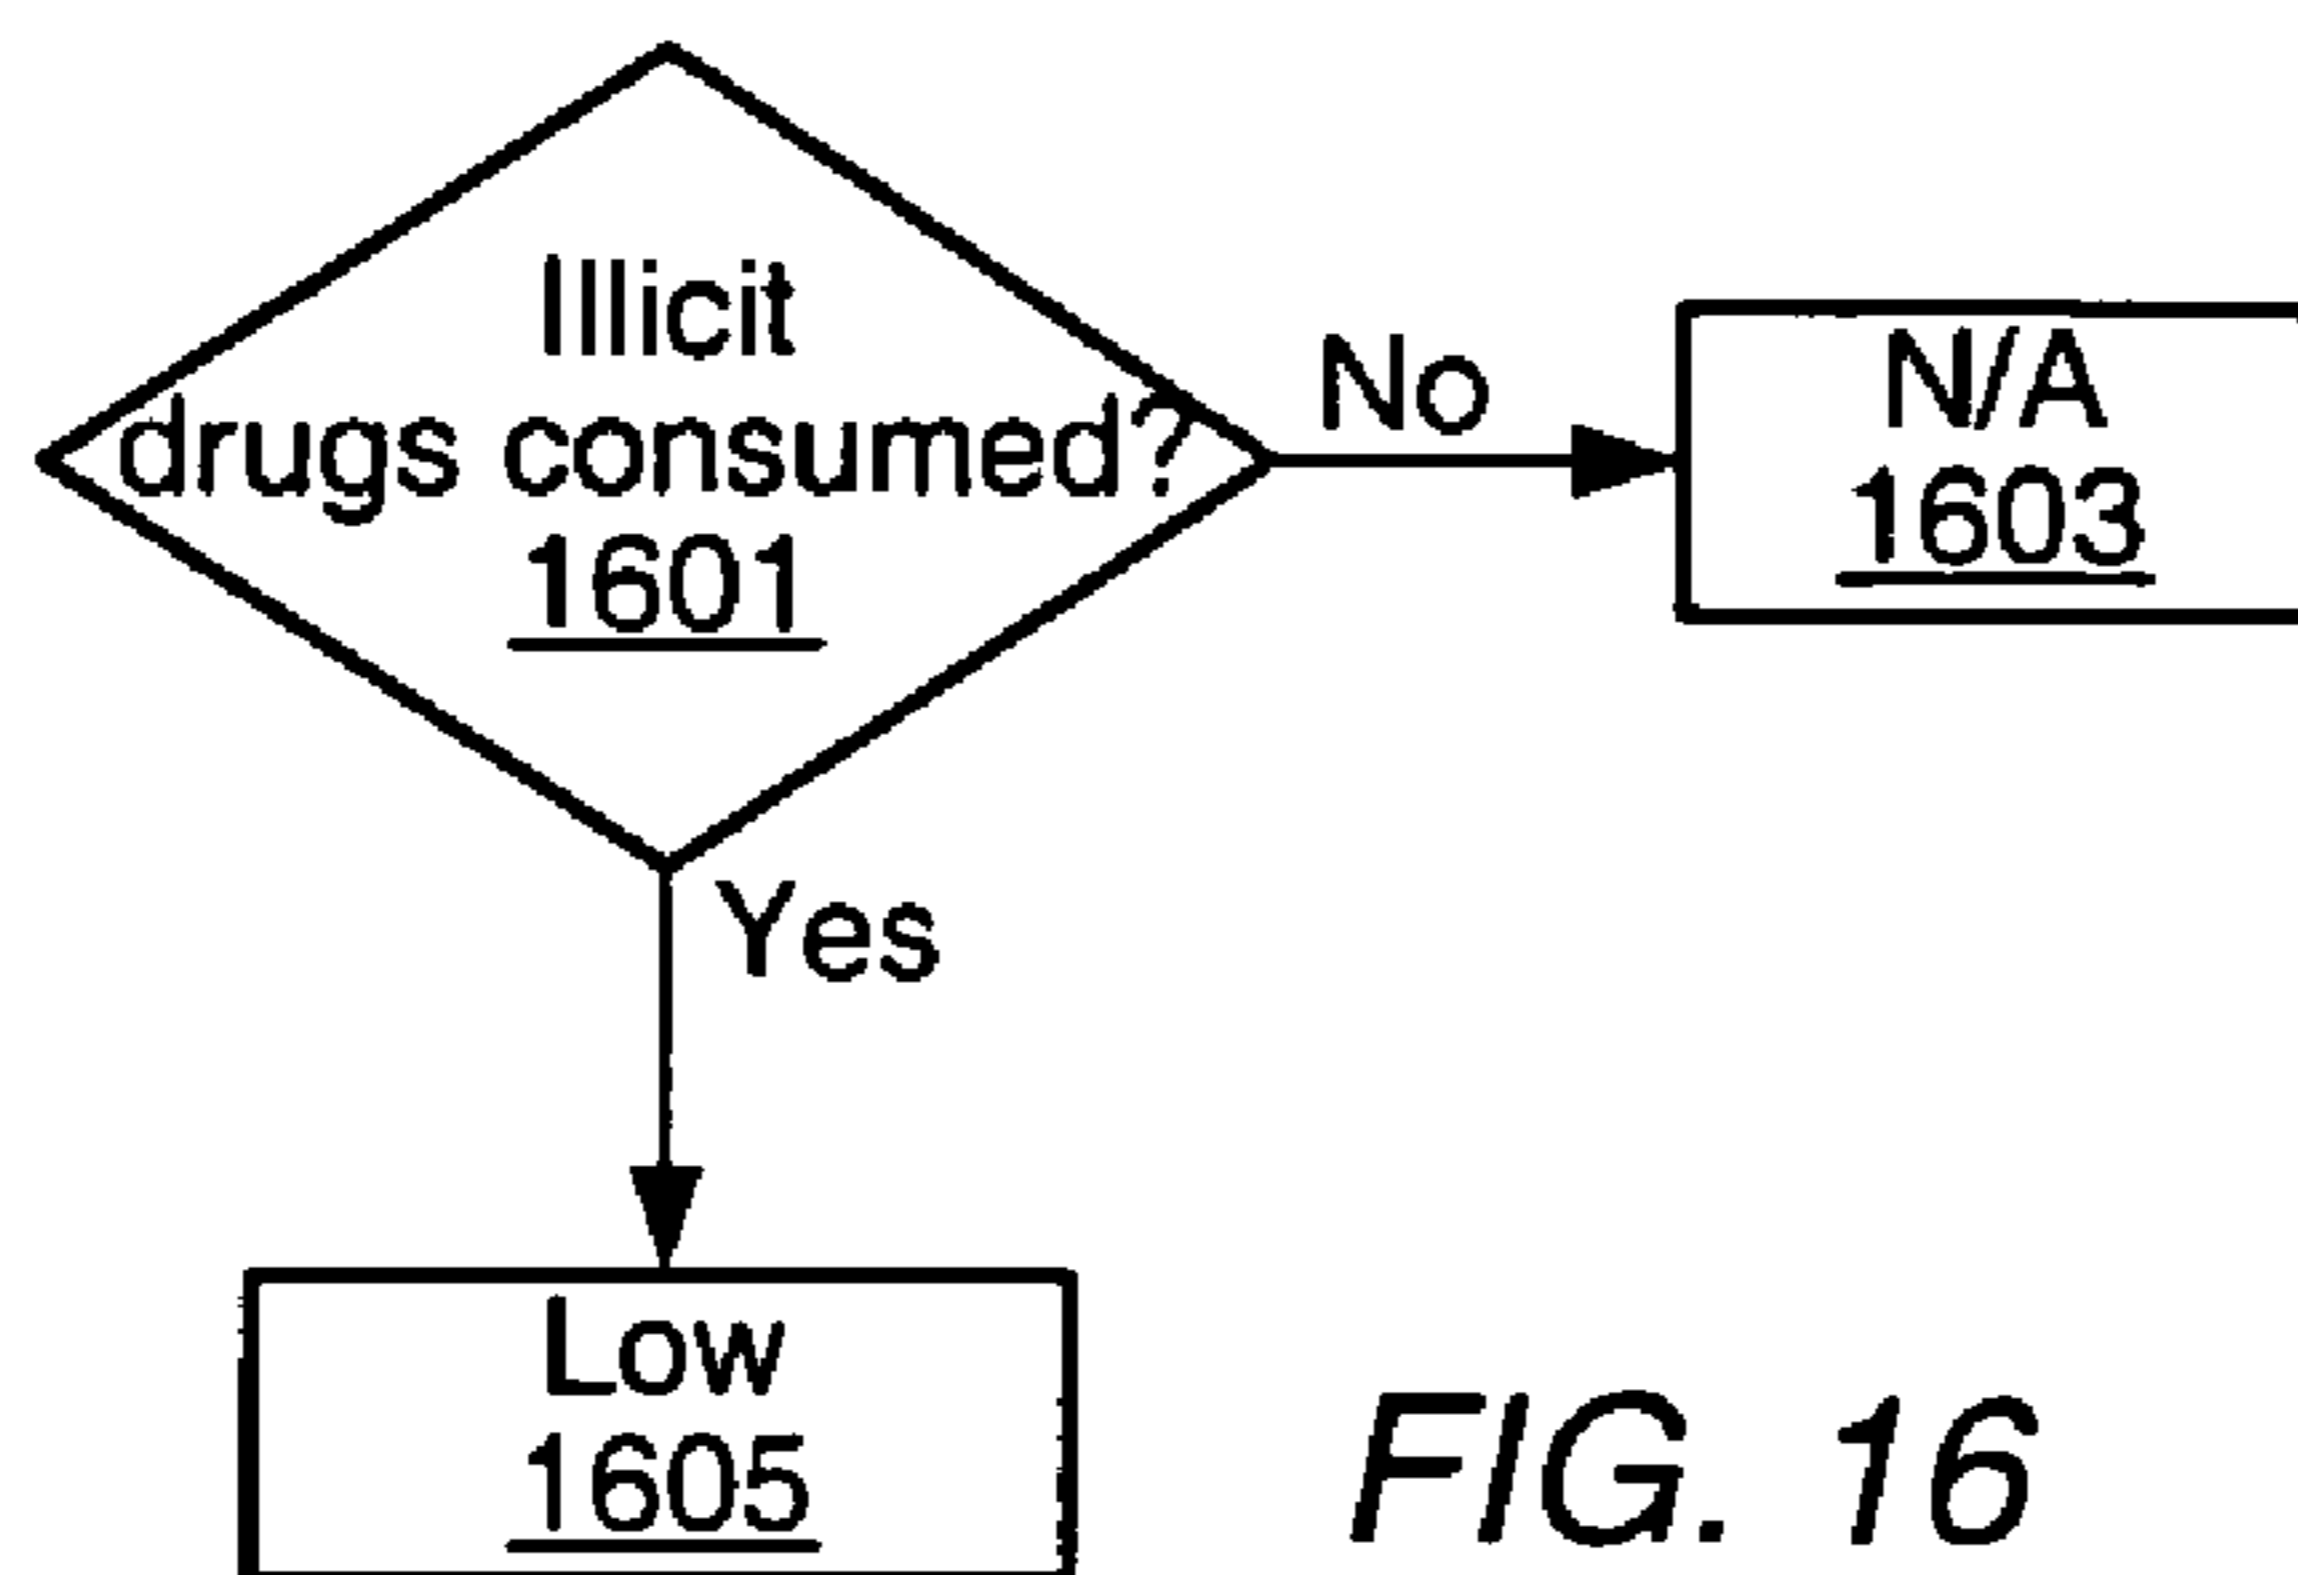 Illicit
drugs consumed?
1601
No
N/A
1603
Yes
Low
1605
FIG. 16